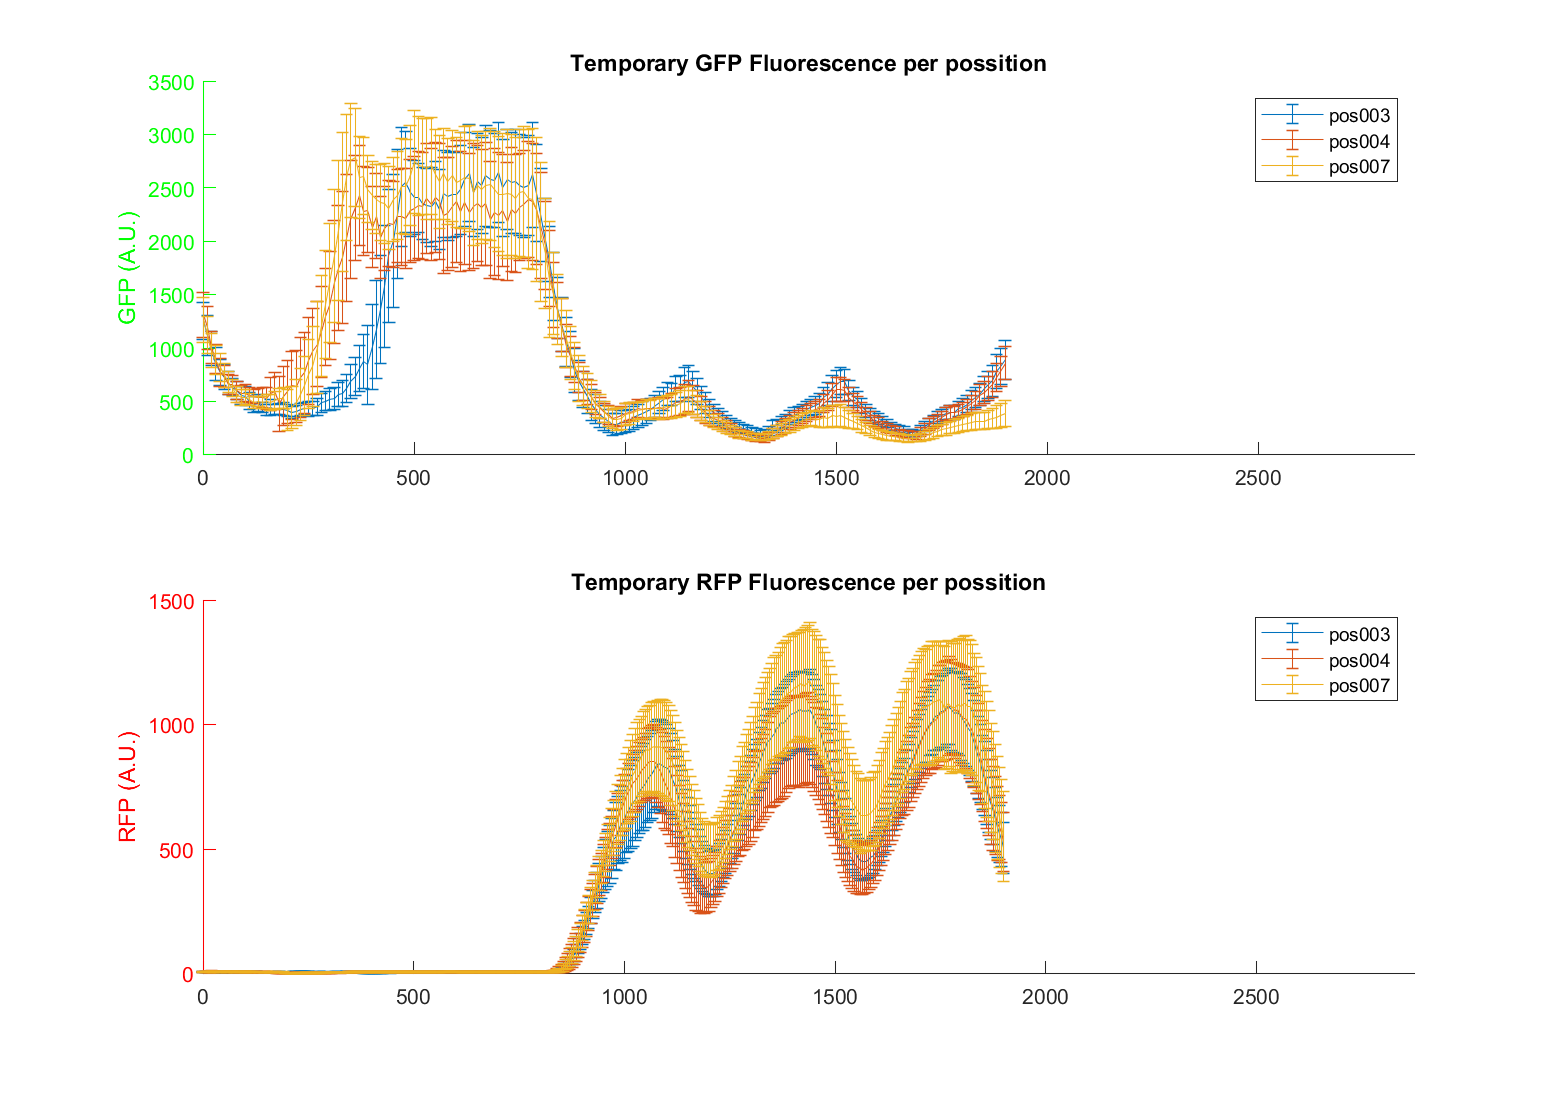 Temporary GFP Fluorescence per possition
3500
3000
2500
2000
1500
1000
500
0
GFP (A.U.)
0 500 1000 1500 2000 2500
pos003
pos004
pos007
Temporary RFP Fluorescence per possition
1500
1000
500
0
RFP (A.U.)
0 500 1000 1500 2000 2500
pos003
pos004
pos007